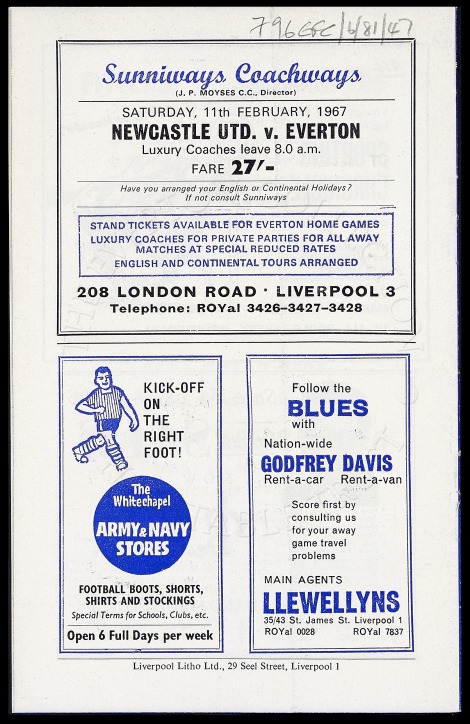 796 EFC/6/81/47
Sunniways Coachways
(J. P. MOYSES C.C., Director)
SATURDAY, 11th FEBRUARY, 1967
NEWCASTLE UTD. v. EVERTON
Luxury Coaches leave 8.0 a.m.
FARE 27/-
Have you arranged your English or Continental Holidays?
If not consult Sunniways
STAND TICKETS AVAILABLE FOR EVERTON HOME GAMES
LUXURY COACHES FOR PRIVATE PARTIES FOR ALL AWAY
MATCHES AT SPECIAL REDUCED RATES
ENGLISH AND CONTINENTAL TOURS ARRANGED
208 LONDON ROAD · LIVERPOOL 3
Telephone: ROYal 3426-3427-3428
KICK-OFF
ON
THE
RIGHT
FOOT!
The
Whitechapel
ARMY & NAVY
STORES
FOOTBALL BOOTS, SHORTS,
SHIRTS AND STOCKINGS
Special Terms for Schools, Clubs, etc.
Open 6 Full Days per week
Follow the
BLUES
with
Nation-wide
GODFREY DAVIS
Rent-a-car Rent-a-van
Score first by
consulting us
for your away
game travel
problems
MAIN AGENTS
LLEWELLYNS
35/43 St. James St. Liverpool 1
ROYal 0028 ROYal 7837
Liverpool Litho Ltd., 29 Seel Street, Liverpool 1